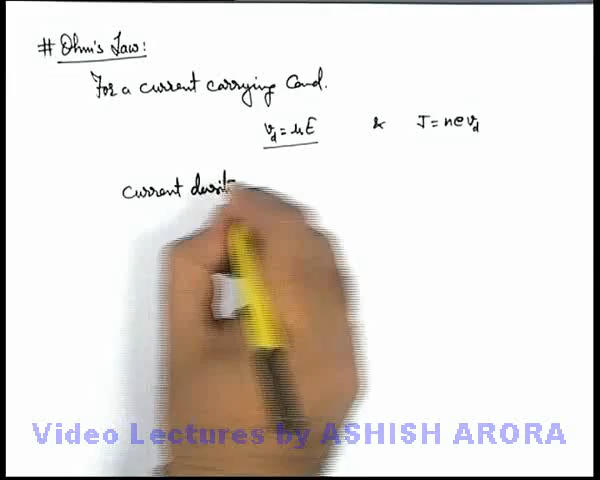 # Ohm's Law:
For a current carrying Cond.
v_d = μE & J = nev_d
current densit
Video Lectures by ASHISH ARORA